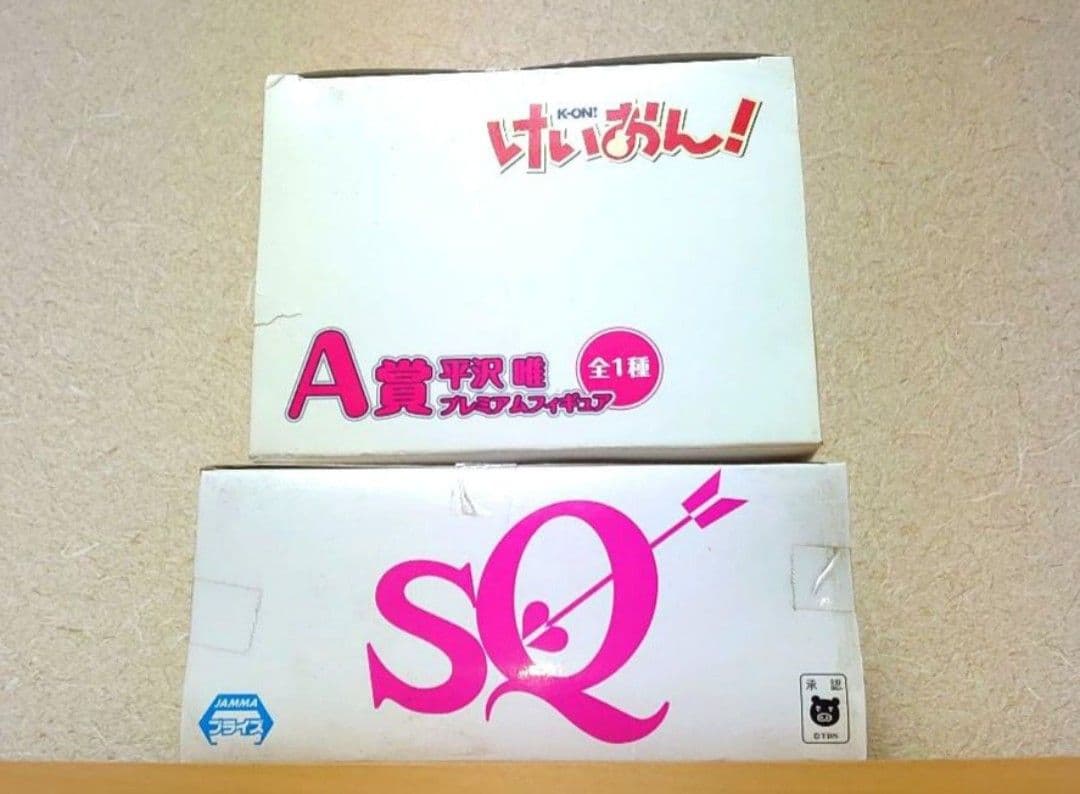 K-ON!
けいおん!
A賞 平沢 唯
プレミアムフィギュア
全1種
SQ
JAMMA
プライズ
承認
©TBS